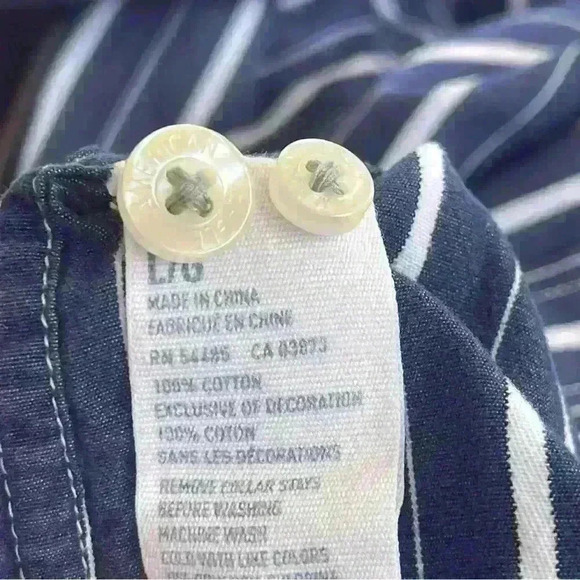 L/G
MADE IN CHINA
FABRIQUÉ EN CHINE
RN 54485 CA 03873
100% COTTON
EXCLUSIVE OF DECORATION
100% COTON
SANS LES DÉCORATIONS
REMOVE COLLAR STAYS
BEFORE WASHING
MACHINE WASH
COLD WITH LIKE COLORS